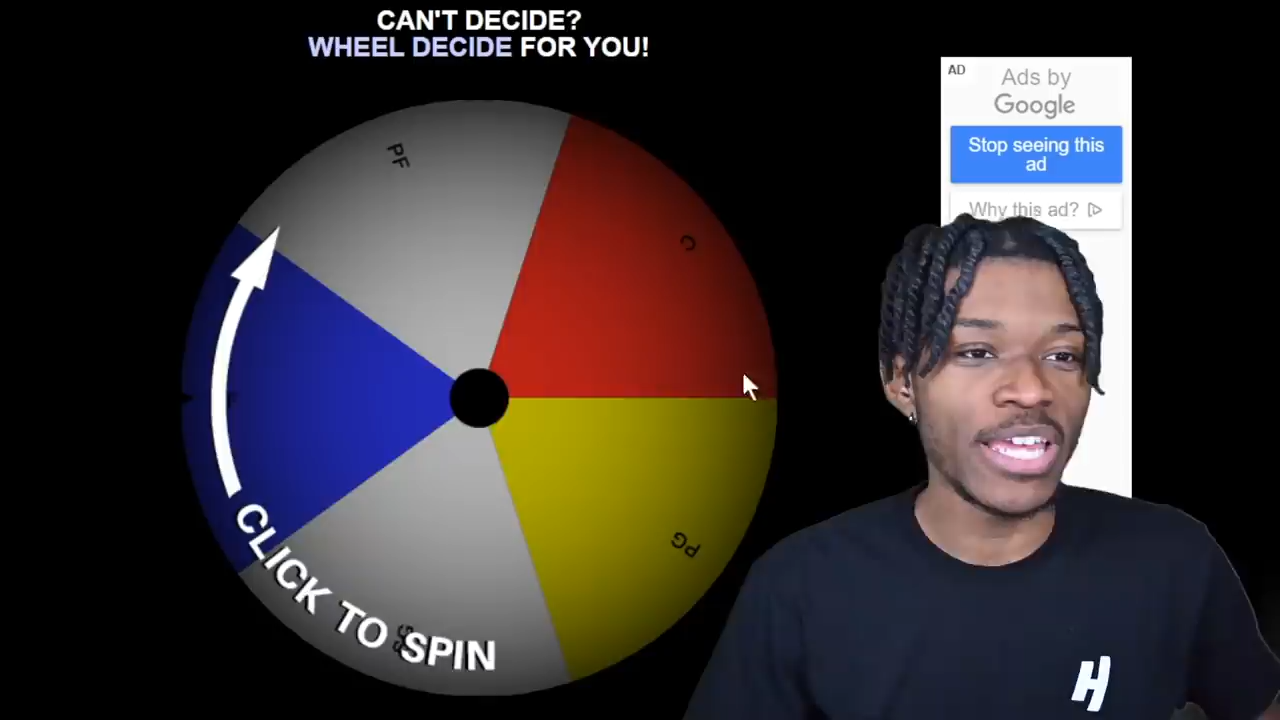 CAN'T DECIDE?
WHEEL DECIDE FOR YOU!
AD
Ads by
Google
Stop seeing this
ad
Why this ad?
PF
C
PG
CLICK TO SPIN
H